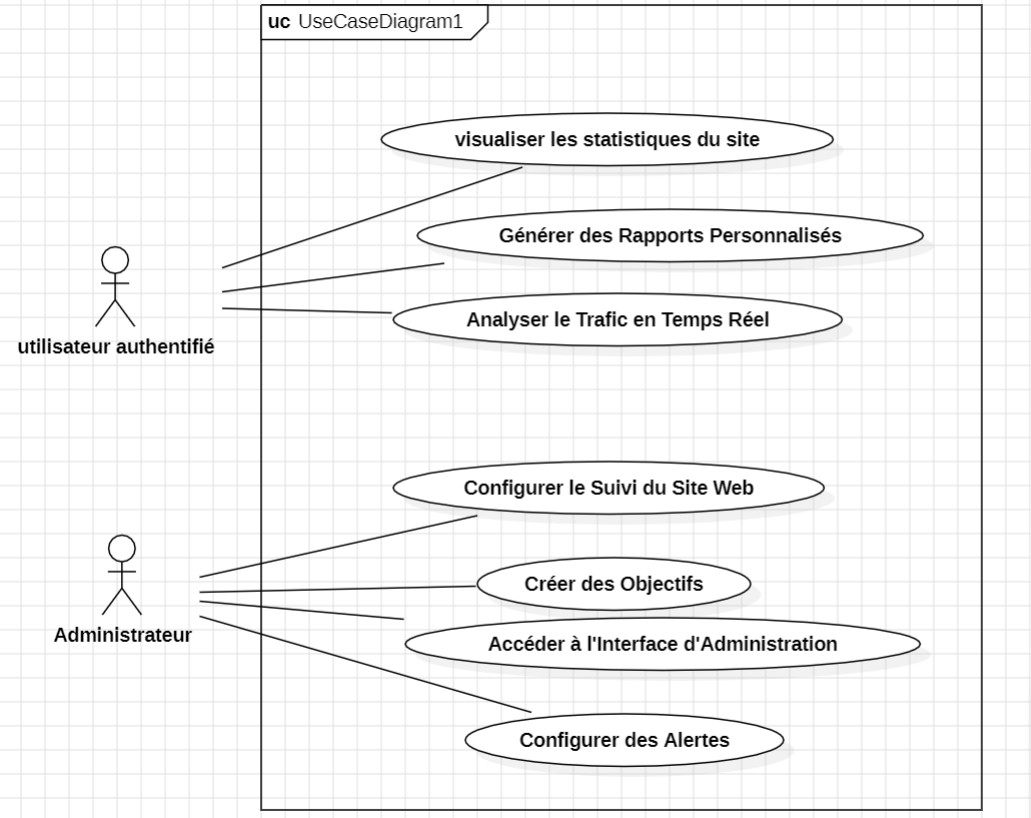 uc UseCaseDiagram1
visualiser les statistiques du site
Générer des Rapports Personnalisés
Analyser le Trafic en Temps Réel
utilisateur authentifié
Configurer le Suivi du Site Web
Créer des Objectifs
Administrateur
Accéder à l'Interface d'Administration
Configurer des Alertes